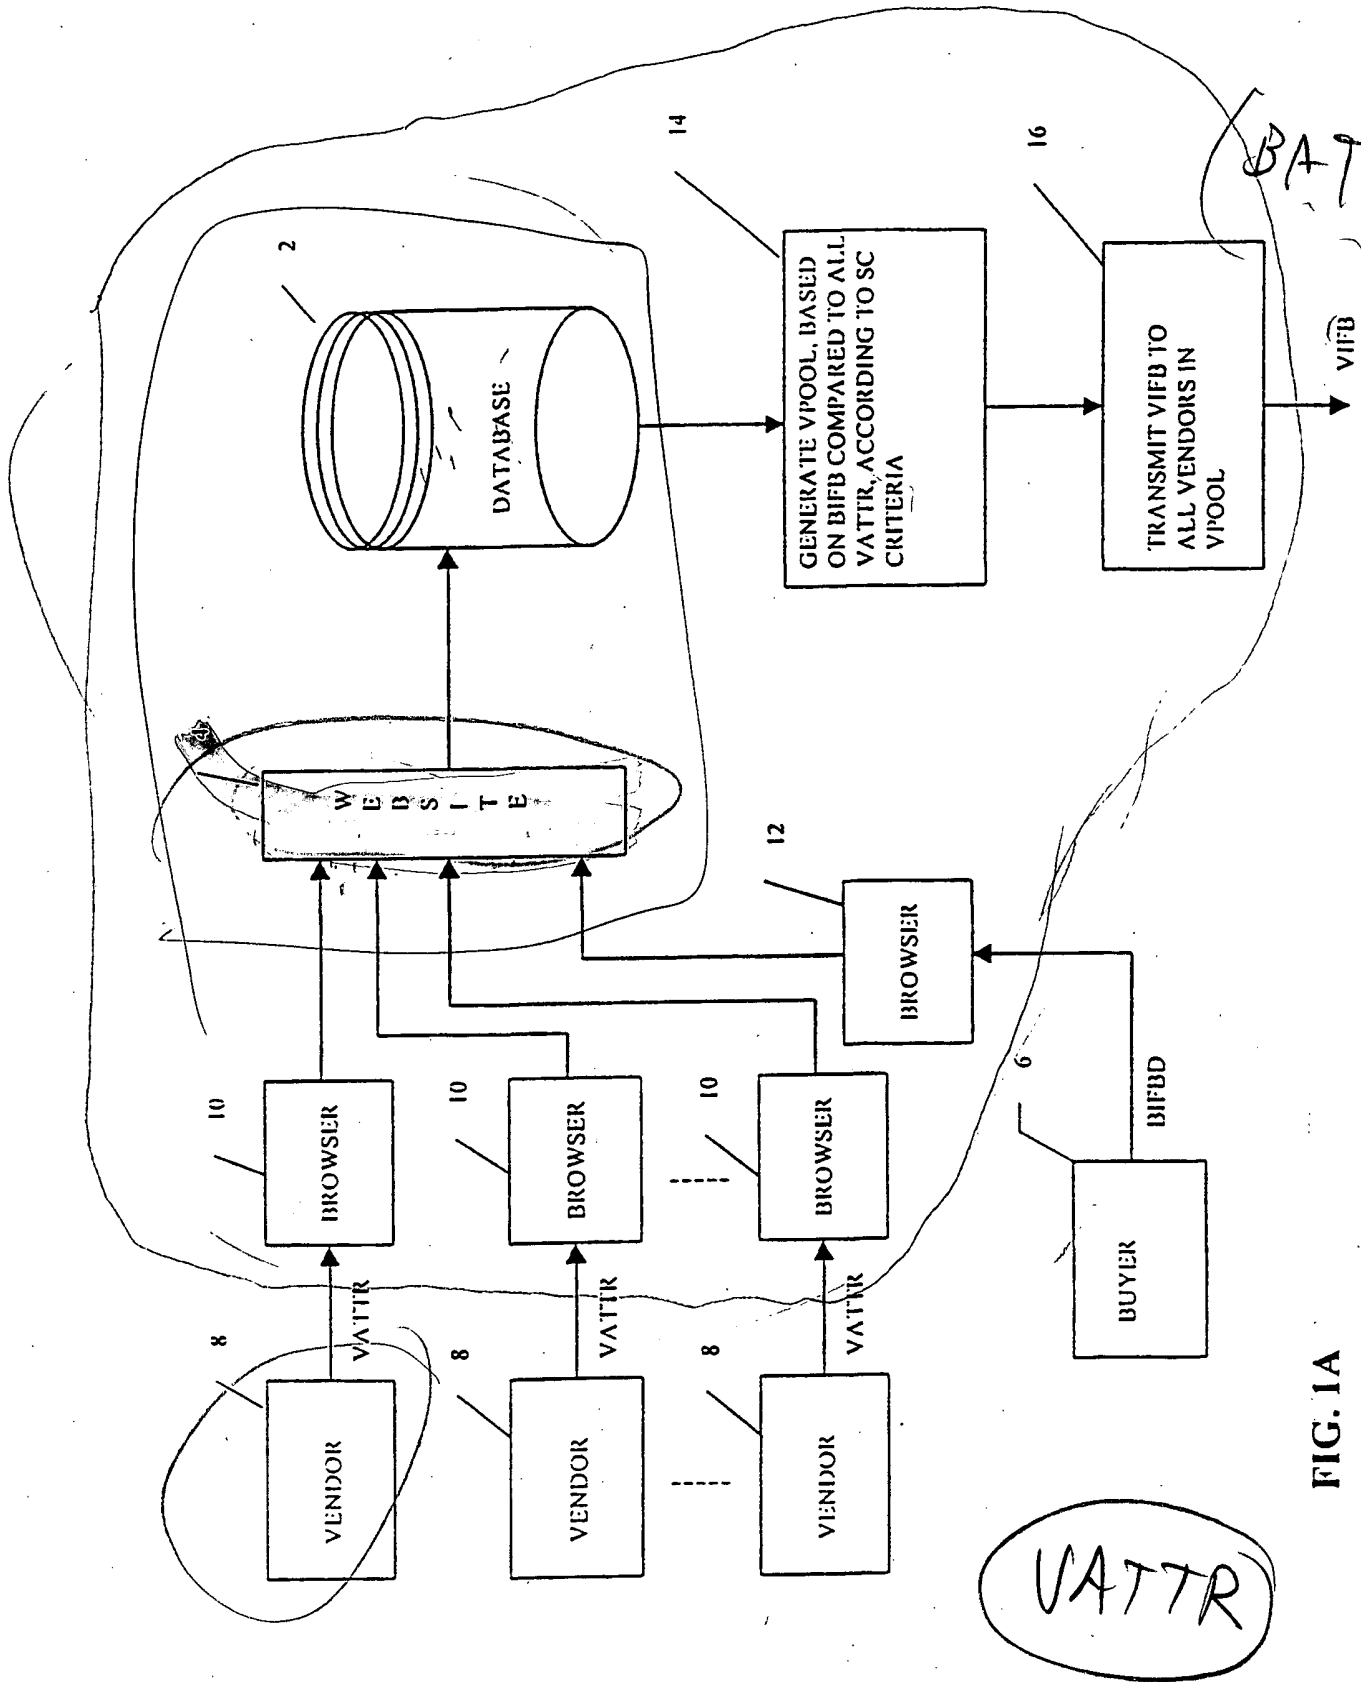 2
DATABASE
W E B S I T E
14
GENERATE VPOOL, BASED
ON BIFB COMPARED TO ALL
VATTR, ACCORDING TO SC
CRITERIA
16
TRANSMIT VIFB TO
ALL VENDORS IN
VPOOL
VIFB
10
BROWSER
10
BROWSER
10
BROWSER
12
BROWSER
8
VENDOR
VATTR
8
VENDOR
VATTR
8
VENDOR
VATTR
6
BUYER
BIFBD
FIG. 1A
VATTR